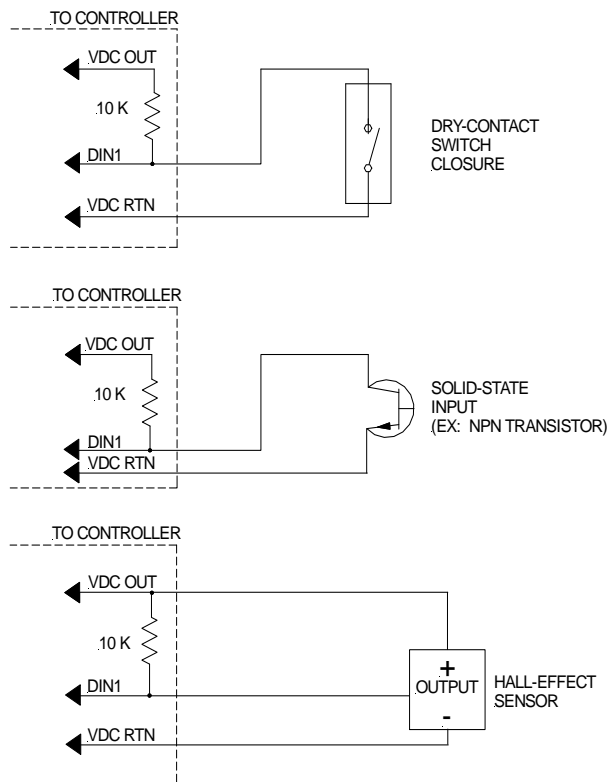 TO CONTROLLER
VDC OUT
10 K
DIN1
VDC RTN
DRY-CONTACT
SWITCH
CLOSURE
TO CONTROLLER
VDC OUT
10 K
DIN1
VDC RTN
SOLID-STATE
INPUT
(EX: NPN TRANSISTOR)
TO CONTROLLER
VDC OUT
10 K
DIN1
VDC RTN
+
OUTPUT
-
HALL-EFFECT
SENSOR